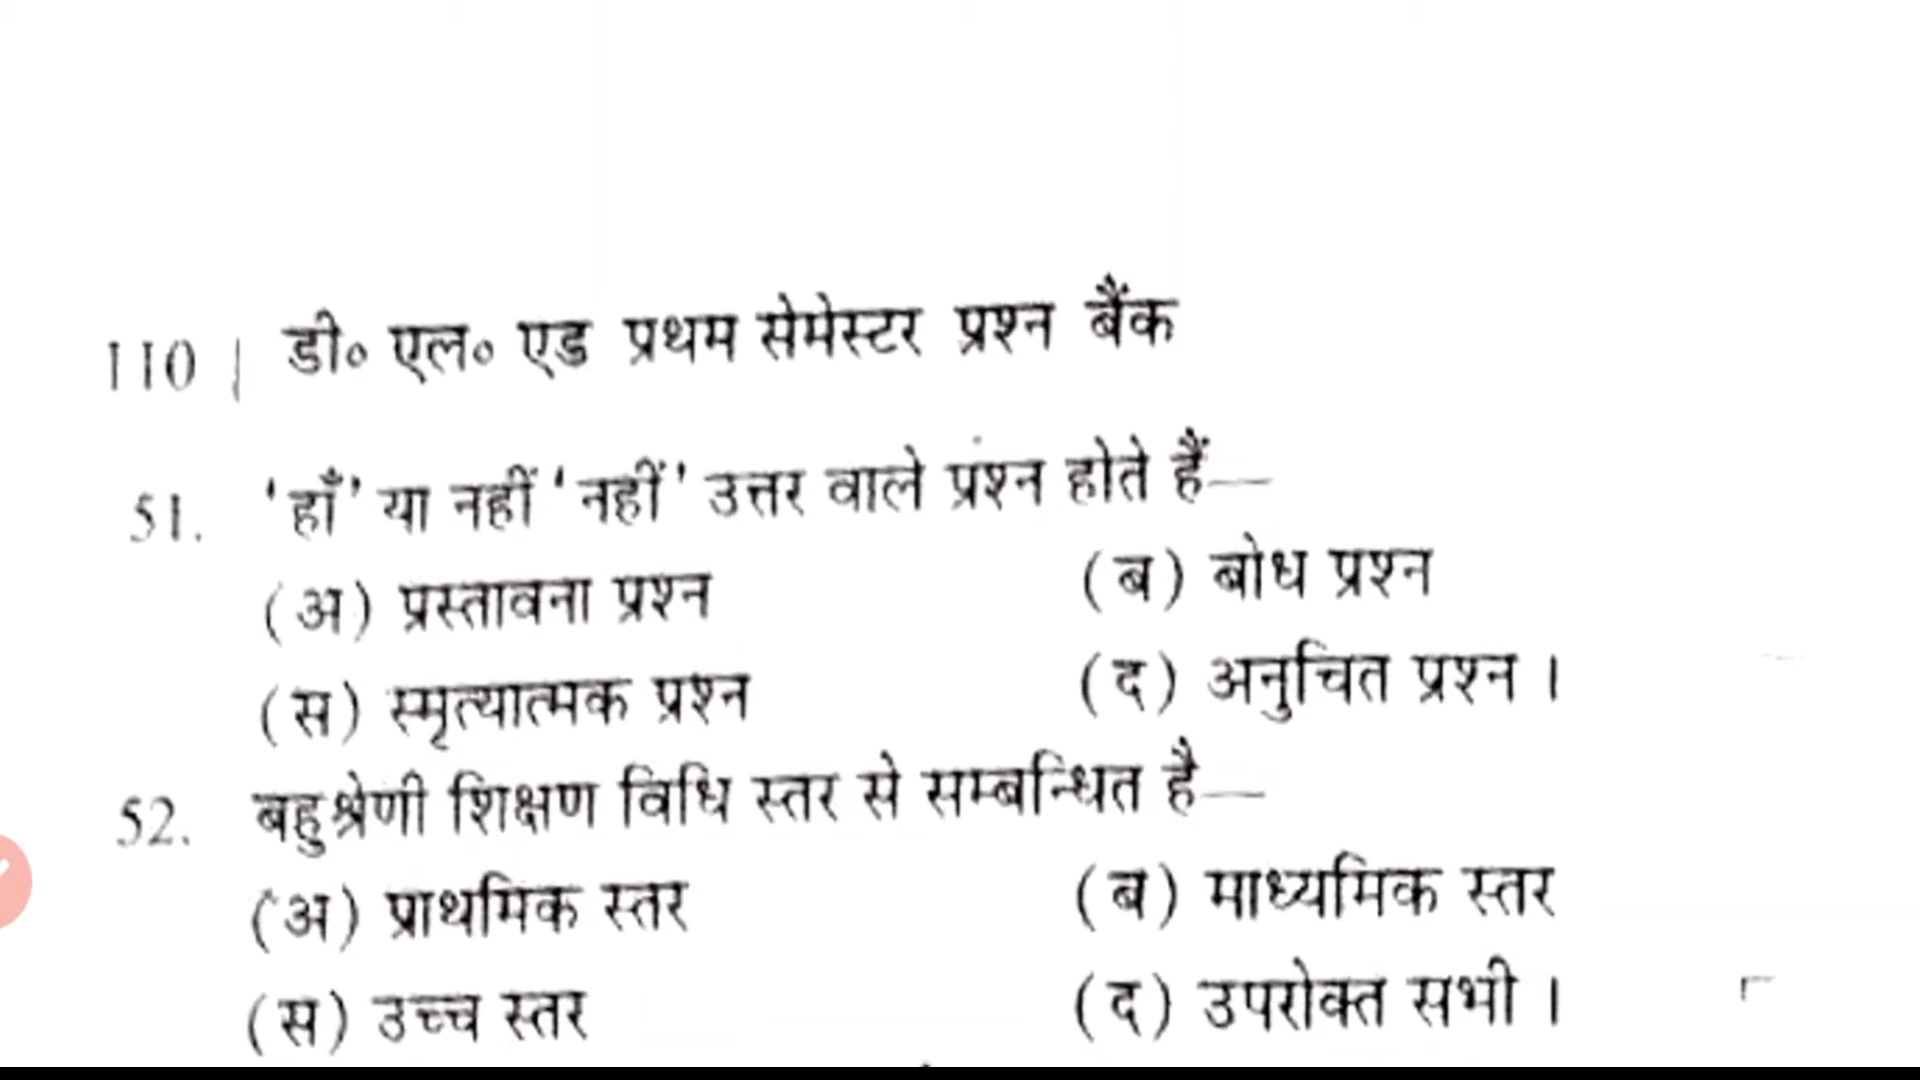 110 | डी० एल० एड प्रथम सेमेस्टर प्रश्न बैंक
51. 'हाँ' या नहीं 'नहीं' उत्तर वाले प्रश्न होते हैं—
(अ) प्रस्तावना प्रश्न (ब) बोध प्रश्न
(स) स्मृत्यात्मक प्रश्न (द) अनुचित प्रश्न ।
52. बहुश्रेणी शिक्षण विधि स्तर से सम्बन्धित है—
(अ) प्राथमिक स्तर (ब) माध्यमिक स्तर
(स) उच्च स्तर (द) उपरोक्त सभी ।